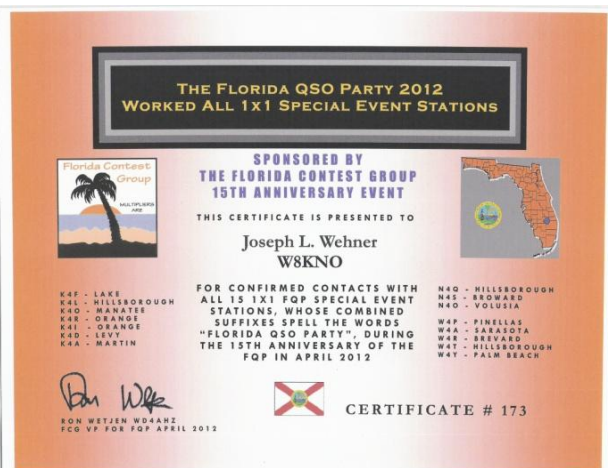 THE FLORIDA QSO PARTY 2012
WORKED ALL 1X1 SPECIAL EVENT STATIONS
Florida Contest
Group
MULTIPLIERS
ARE
SPONSORED BY
THE FLORIDA CONTEST GROUP
15TH ANNIVERSARY EVENT
THIS CERTIFICATE IS PRESENTED TO
Joseph L. Wehner
W8KNO
FOR CONFIRMED CONTACTS WITH
ALL 15 1X1 FQP SPECIAL EVENT
STATIONS, WHOSE COMBINED
SUFFIXES SPELL THE WORDS
"FLORIDA QSO PARTY", DURING
THE 15TH ANNIVERSARY OF THE
FQP IN APRIL 2012
K4F - LAKE
K4L - HILLSBOROUGH
K4O - MANATEE
K4R - ORANGE
K4I - ORANGE
K4D - LEVY
K4A - MARTIN
N4Q - HILLSBOROUGH
N4S - BROWARD
N4O - VOLUSIA
W4P - PINELLAS
W4A - SARASOTA
W4R - BREVARD
W4T - HILLSBOROUGH
W4Y - PALM BEACH
RON WETJEN WD4AHZ
FCG VP FOR FQP APRIL 2012
CERTIFICATE # 173